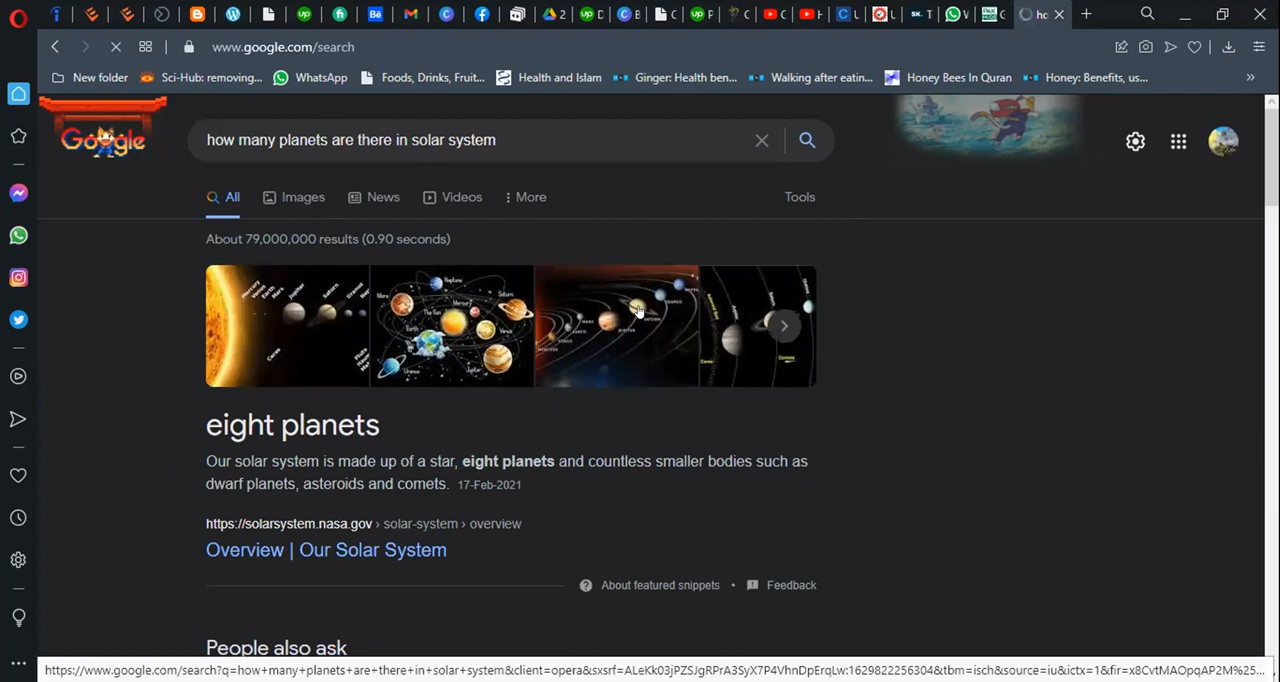 www.google.com/search
New folder
Sci-Hub: removing...
WhatsApp
Foods, Drinks, Fruit...
Health and Islam
Ginger: Health ben...
Walking after eatin...
Honey Bees In Quran
Honey: Benefits, us...
»
Google
how many planets are there in solar system
All
Images
News
Videos
More
Tools
About 79,000,000 results (0.90 seconds)
eight planets
Our solar system is made up of a star, eight planets and countless smaller bodies such as
dwarf planets, asteroids and comets. 17-Feb-2021
https://solarsystem.nasa.gov › solar-system › overview
Overview | Our Solar System
About featured snippets
•
Feedback
People also ask
https://www.google.com/search?q=how+many+planets+are+there+in+solar+system&client=opera&sxsrf=ALeKk03jPZSJgRPrA3SyX7P4VhnDpErqLw:1629822256304&tbm=isch&source=iu&ictx=1&fir=x8CvtMAOpqAP2M%25...